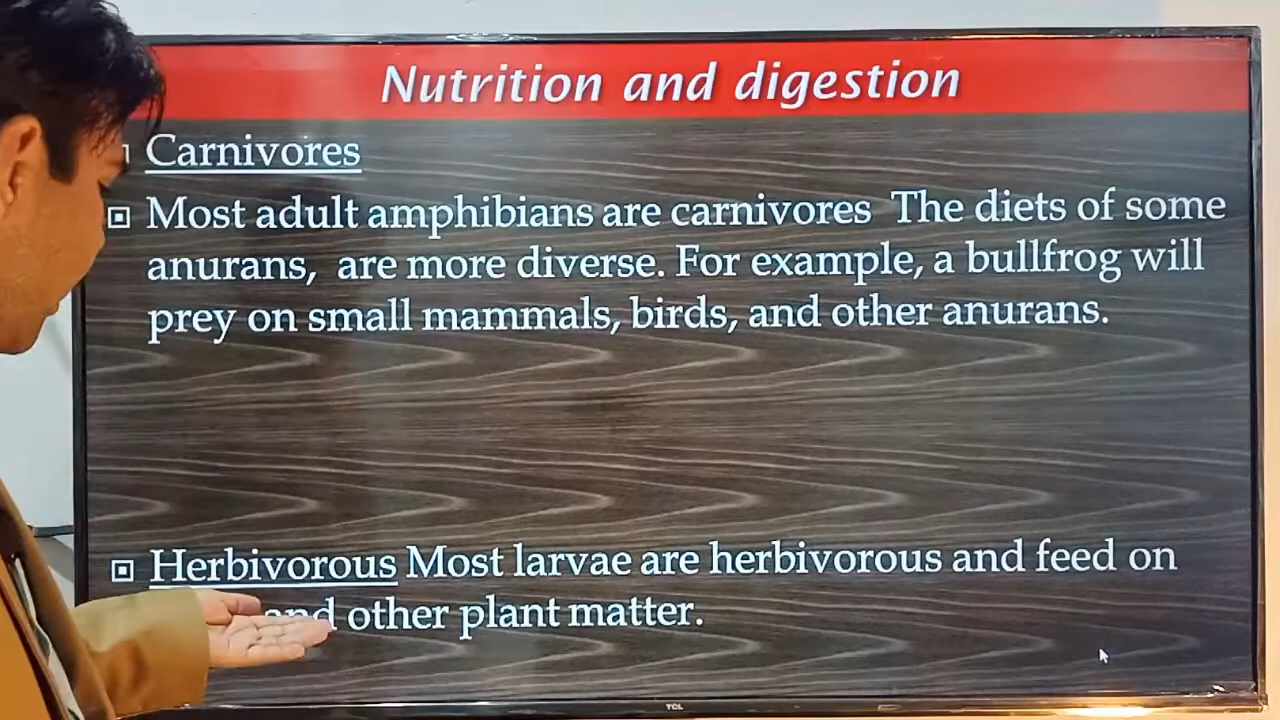 Nutrition and digestion
Carnivores
Most adult amphibians are carnivores The diets of some
anurans, are more diverse. For example, a bullfrog will
prey on small mammals, birds, and other anurans.
Herbivorous Most larvae are herbivorous and feed on
and other plant matter.
TCL